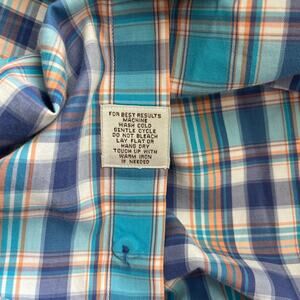 FOR BEST RESULTS
MACHINE
WASH COLD
GENTLE CYCLE
DO NOT BLEACH
LAY FLAT OR
HANG DRY
TOUCH UP WITH
WARM IRON
IF NEEDED